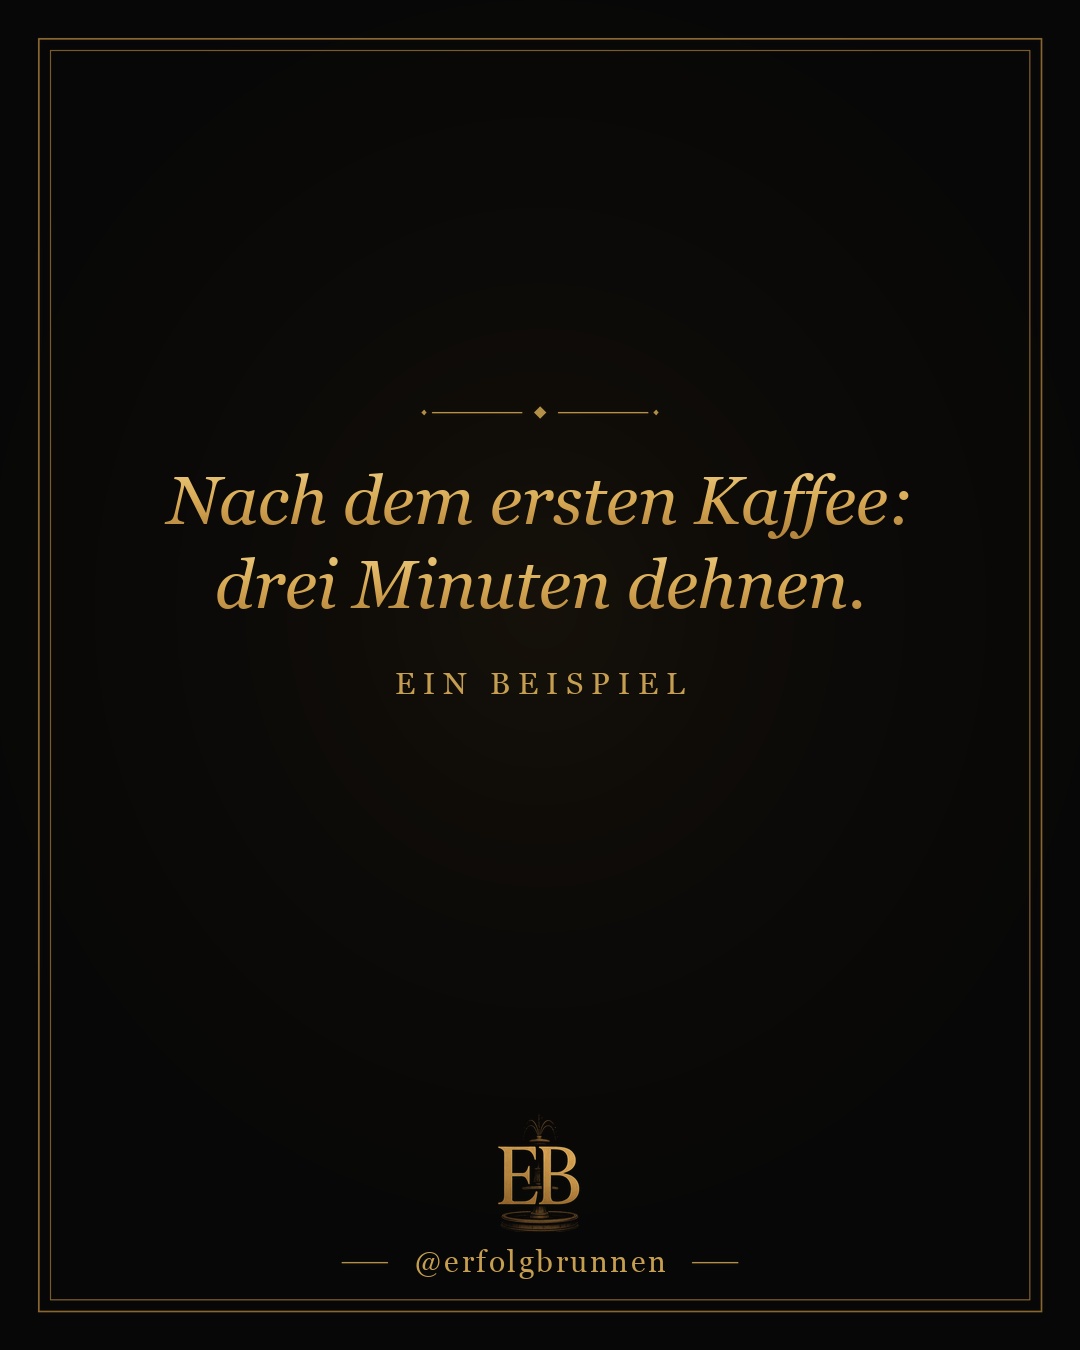 Nach dem ersten Kaffee:
drei Minuten dehnen.
EIN BEISPIEL
EB
@erfolgbrunnen